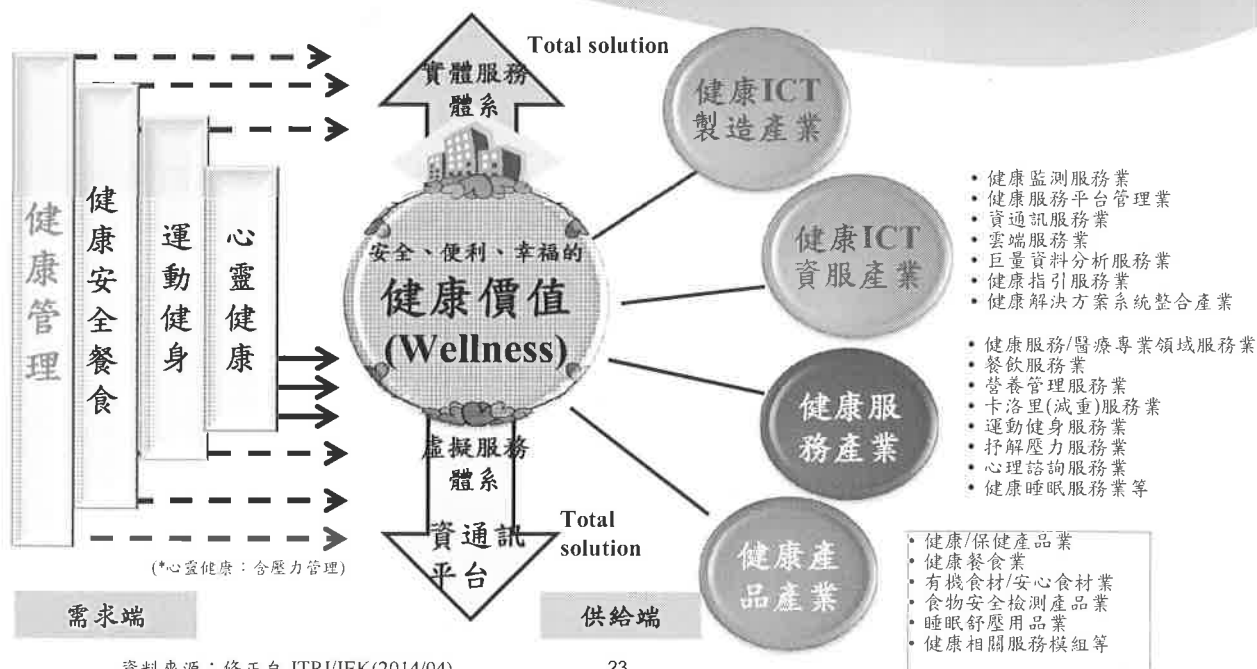 Total solution
實體服務
體系
健康ICT
製造產業
健康管理
健康安全餐食
運動健身
心靈健康
安全、便利、幸福的
健康價值
(Wellness)
健康ICT
資服產業
• 健康監測服務業
• 健康服務平台管理業
• 資通訊服務業
• 雲端服務業
• 巨量資料分析服務業
• 健康指引服務業
• 健康解決方案系統整合產業
健康服
務產業
• 健康服務/醫療專業領域服務業
• 餐飲服務業
• 營養管理服務業
• 卡洛里(減重)服務業
• 運動健身服務業
• 抒解壓力服務業
• 心理諮詢服務業
• 健康睡眠服務業等
虛擬服務
體系
資通訊
平台
Total
solution
健康產
品產業
• 健康/保健產品業
• 健康餐食業
• 有機食材/安心食材業
• 食物安全檢測產品業
• 睡眠舒壓用品業
• 健康相關服務模組等
(*心靈健康：含壓力管理)
需求端
供給端
資料來源：修正自 ITRI/IEK(2014/04)
23